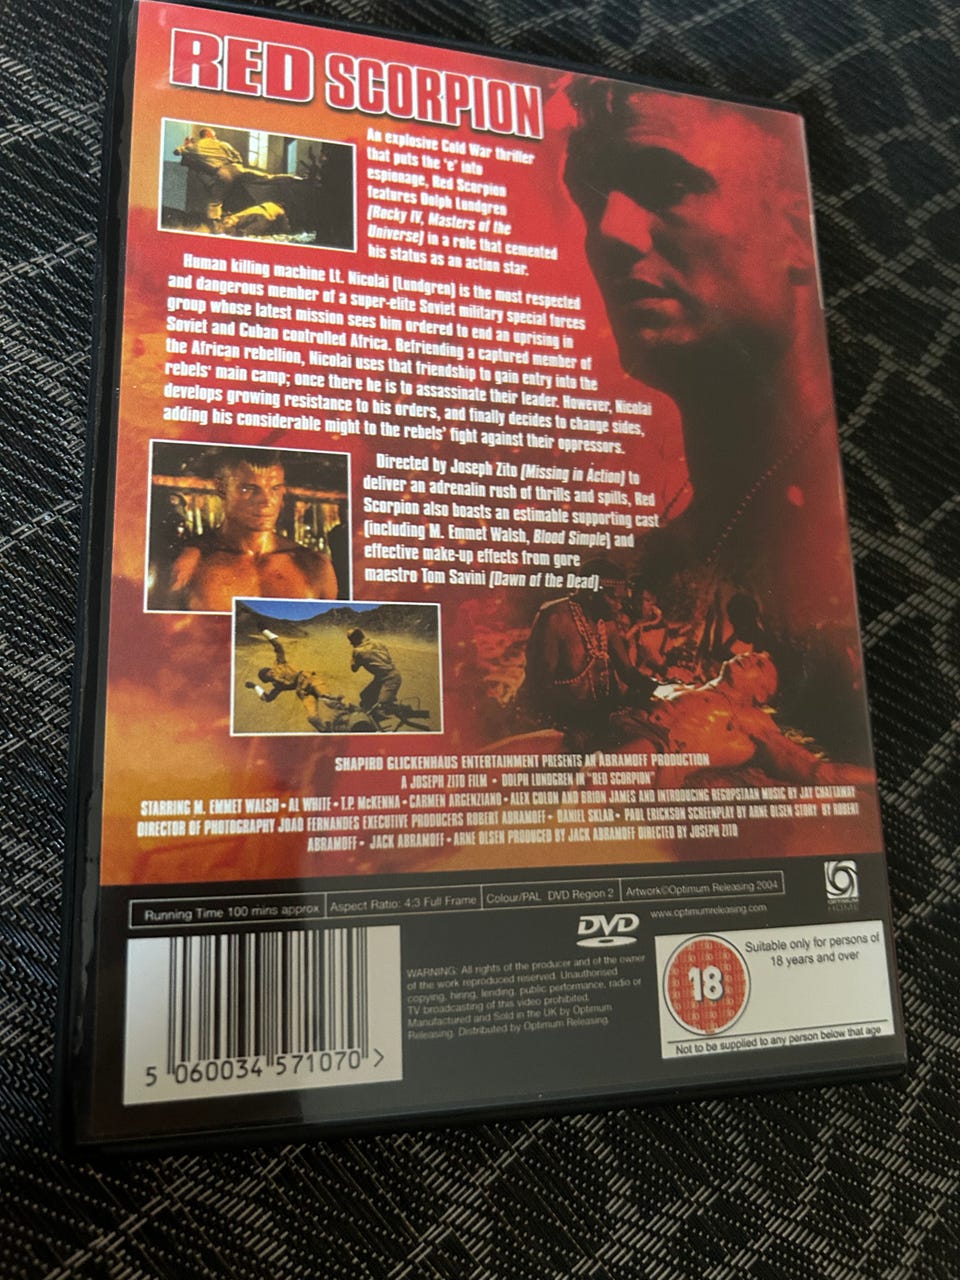 RED SCORPION
An explosive Cold War thriller
that puts the 'e' into
espionage, Red Scorpion
features Dolph Lundgren
(Rocky IV, Masters of the
Universe) in a role that cemented
his status as an action star.
Human killing machine Lt. Nicolai (Lundgren) is the most respected
and dangerous member of a super-elite Soviet military special forces
group whose latest mission sees him ordered to end an uprising in
Soviet and Cuban controlled Africa. Befriending a captured member of
the African rebellion, Nicolai uses that friendship to gain entry into the
rebels' main camp; once there he is to assassinate their leader. However, Nicolai
develops growing resistance to his orders, and finally decides to change sides,
adding his considerable might to the rebels' fight against their oppressors.
Directed by Joseph Zito (Missing in Action) to
deliver an adrenalin rush of thrills and spills, Red
Scorpion also boasts an estimable supporting cast
(including M. Emmet Walsh, Blood Simple) and
effective make-up effects from gore
maestro Tom Savini (Dawn of the Dead).
SHAPIRO GLICKENHAUS ENTERTAINMENT PRESENTS AN ABRAMOFF PRODUCTION
A JOSEPH ZITO FILM • DOLPH LUNDGREN IN "RED SCORPION"
STARRING M. EMMET WALSH • AL WHITE • T.P. McKENNA • CARMEN ARGENZIANO • ALEX COLON AND BRION JAMES AND INTRODUCING REGOPSTAAN MUSIC BY JAY CHATTAWAY
DIRECTOR OF PHOTOGRAPHY JOAO FERNANDES EXECUTIVE PRODUCERS ROBERT ABRAMOFF • DANIEL SKLAR • PAUL ERICKSON SCREENPLAY BY ARNE OLSEN STORY BY ROBERT
ABRAMOFF • JACK ABRAMOFF • ARNE OLSEN PRODUCED BY JACK ABRAMOFF DIRECTED BY JOSEPH ZITO
Running Time 100 mins approx Aspect Ratio: 4:3 Full Frame Colour/PAL DVD Region 2 Artwork©Optimum Releasing 2004
OPTIMUM
HOME
DVD
www.optimumreleasing.com
WARNING: All rights of the producer and of the owner
of the work reproduced reserved. Unauthorised
copying, hiring, lending, public performance, radio or
TV broadcasting of this video prohibited.
Manufactured and Sold in the UK by Optimum
Releasing. Distributed by Optimum Releasing.
18
Suitable only for persons of
18 years and over
Not to be supplied to any person below that age
5 060034 571070 >